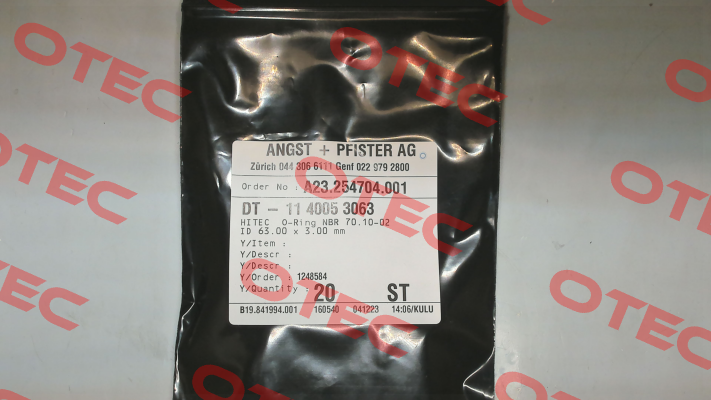 ANGST + PFISTER AG
Zürich 044 306 6111 Genf 022 979 2800
Order No : A23.254704.001
DT - 11 4005 3063
HITEC O-Ring NBR 70.10-02
ID 63.00 x 3.00 mm
Y/Item :
Y/Descr :
Y/Descr :
Y/Order : 1248584
Y/Quantity : 20 ST
B19.841994.001 160540 041223 14:06/KULU
OTEC
OTEC
OTEC
OTEC
OTEC
OTEC
OTEC
OTEC
OTEC
OTEC